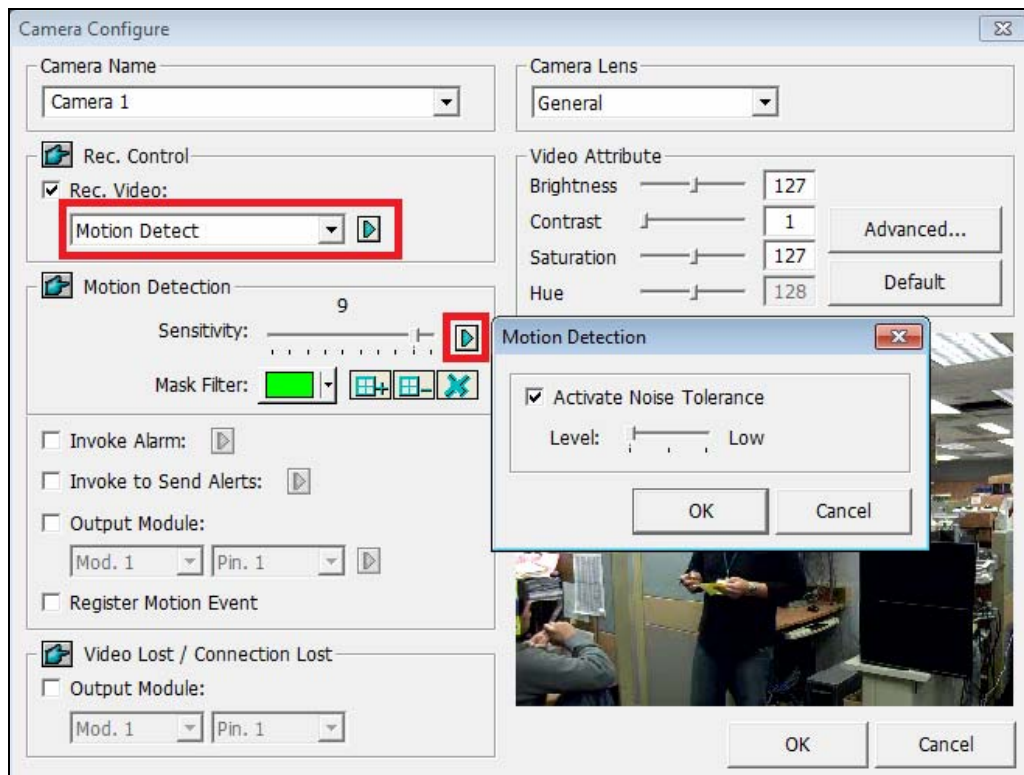 Camera Configure
Camera Name
Camera 1
Rec. Control
Rec. Video:
Motion Detect
Motion Detection
9
Sensitivity:
Mask Filter:
Invoke Alarm:
Invoke to Send Alerts:
Output Module:
Mod. 1 Pin. 1
Register Motion Event
Video Lost / Connection Lost
Output Module:
Mod. 1 Pin. 1
Camera Lens
General
Video Attribute
Brightness 127
Contrast 1
Saturation 127
Hue 128
Advanced...
Default
Motion Detection
Activate Noise Tolerance
Level: Low
OK Cancel
OK Cancel